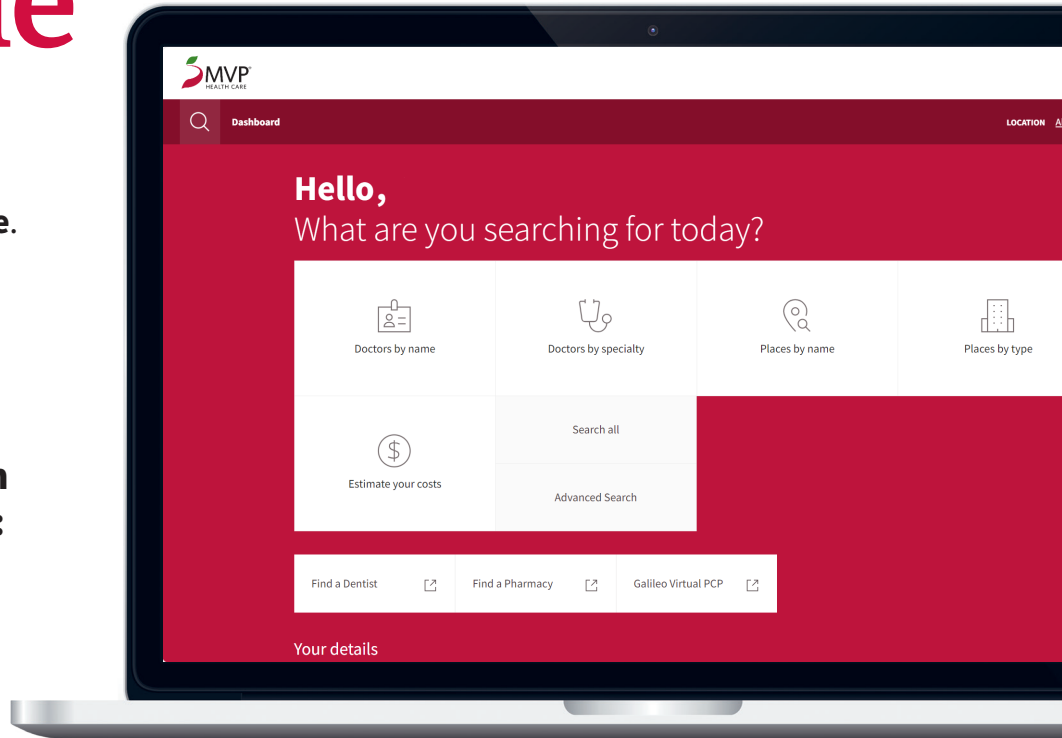 MVP
HEALTH CARE
Dashboard
LOCATION
Hello,
What are you searching for today?
Doctors by name
Doctors by specialty
Places by name
Places by type
Estimate your costs
Search all
Advanced Search
Find a Dentist
Find a Pharmacy
Galileo Virtual PCP
Your details